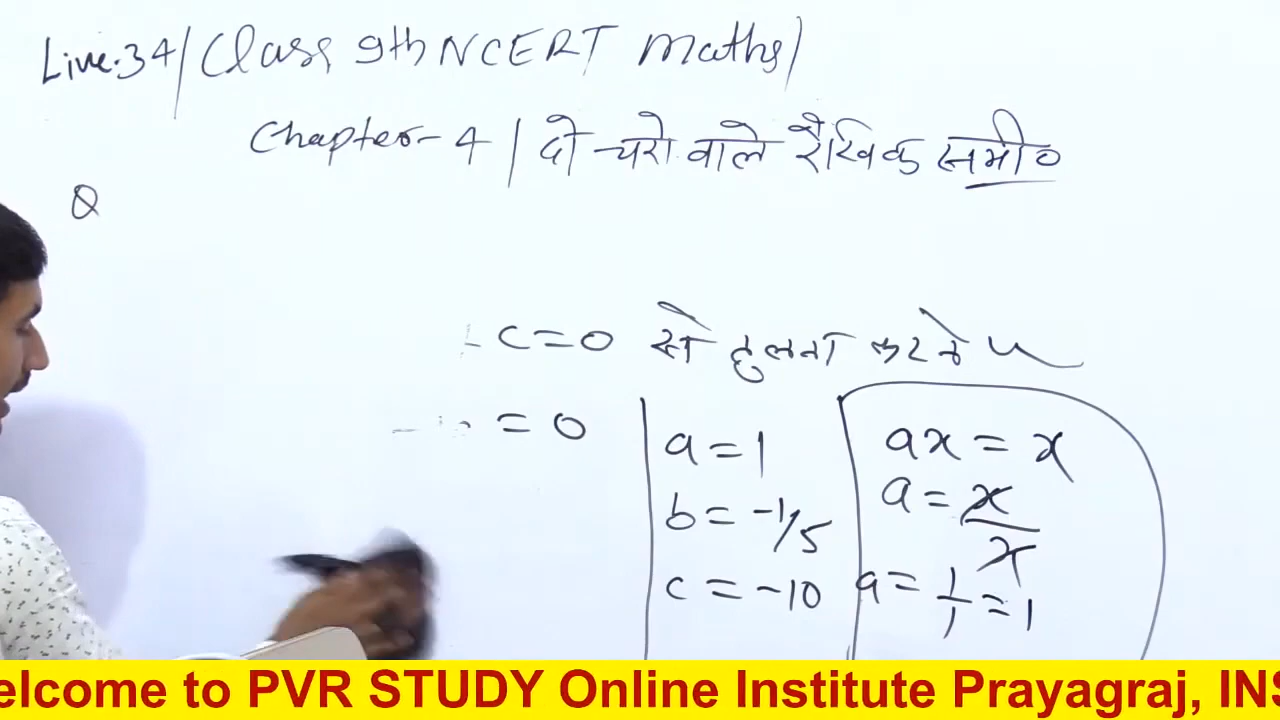 Live.34/Class 9th NCERT Maths/
Chapter-4 | दो चरो वाले रैखिक समी०
Q
c=0 से तुलना करने प
= 0
a=1
b=-1/5
c=-10
ax = x
a = x/x
a = 1/1 = 1
elcome to PVR STUDY Online Institute Prayagraj, INS